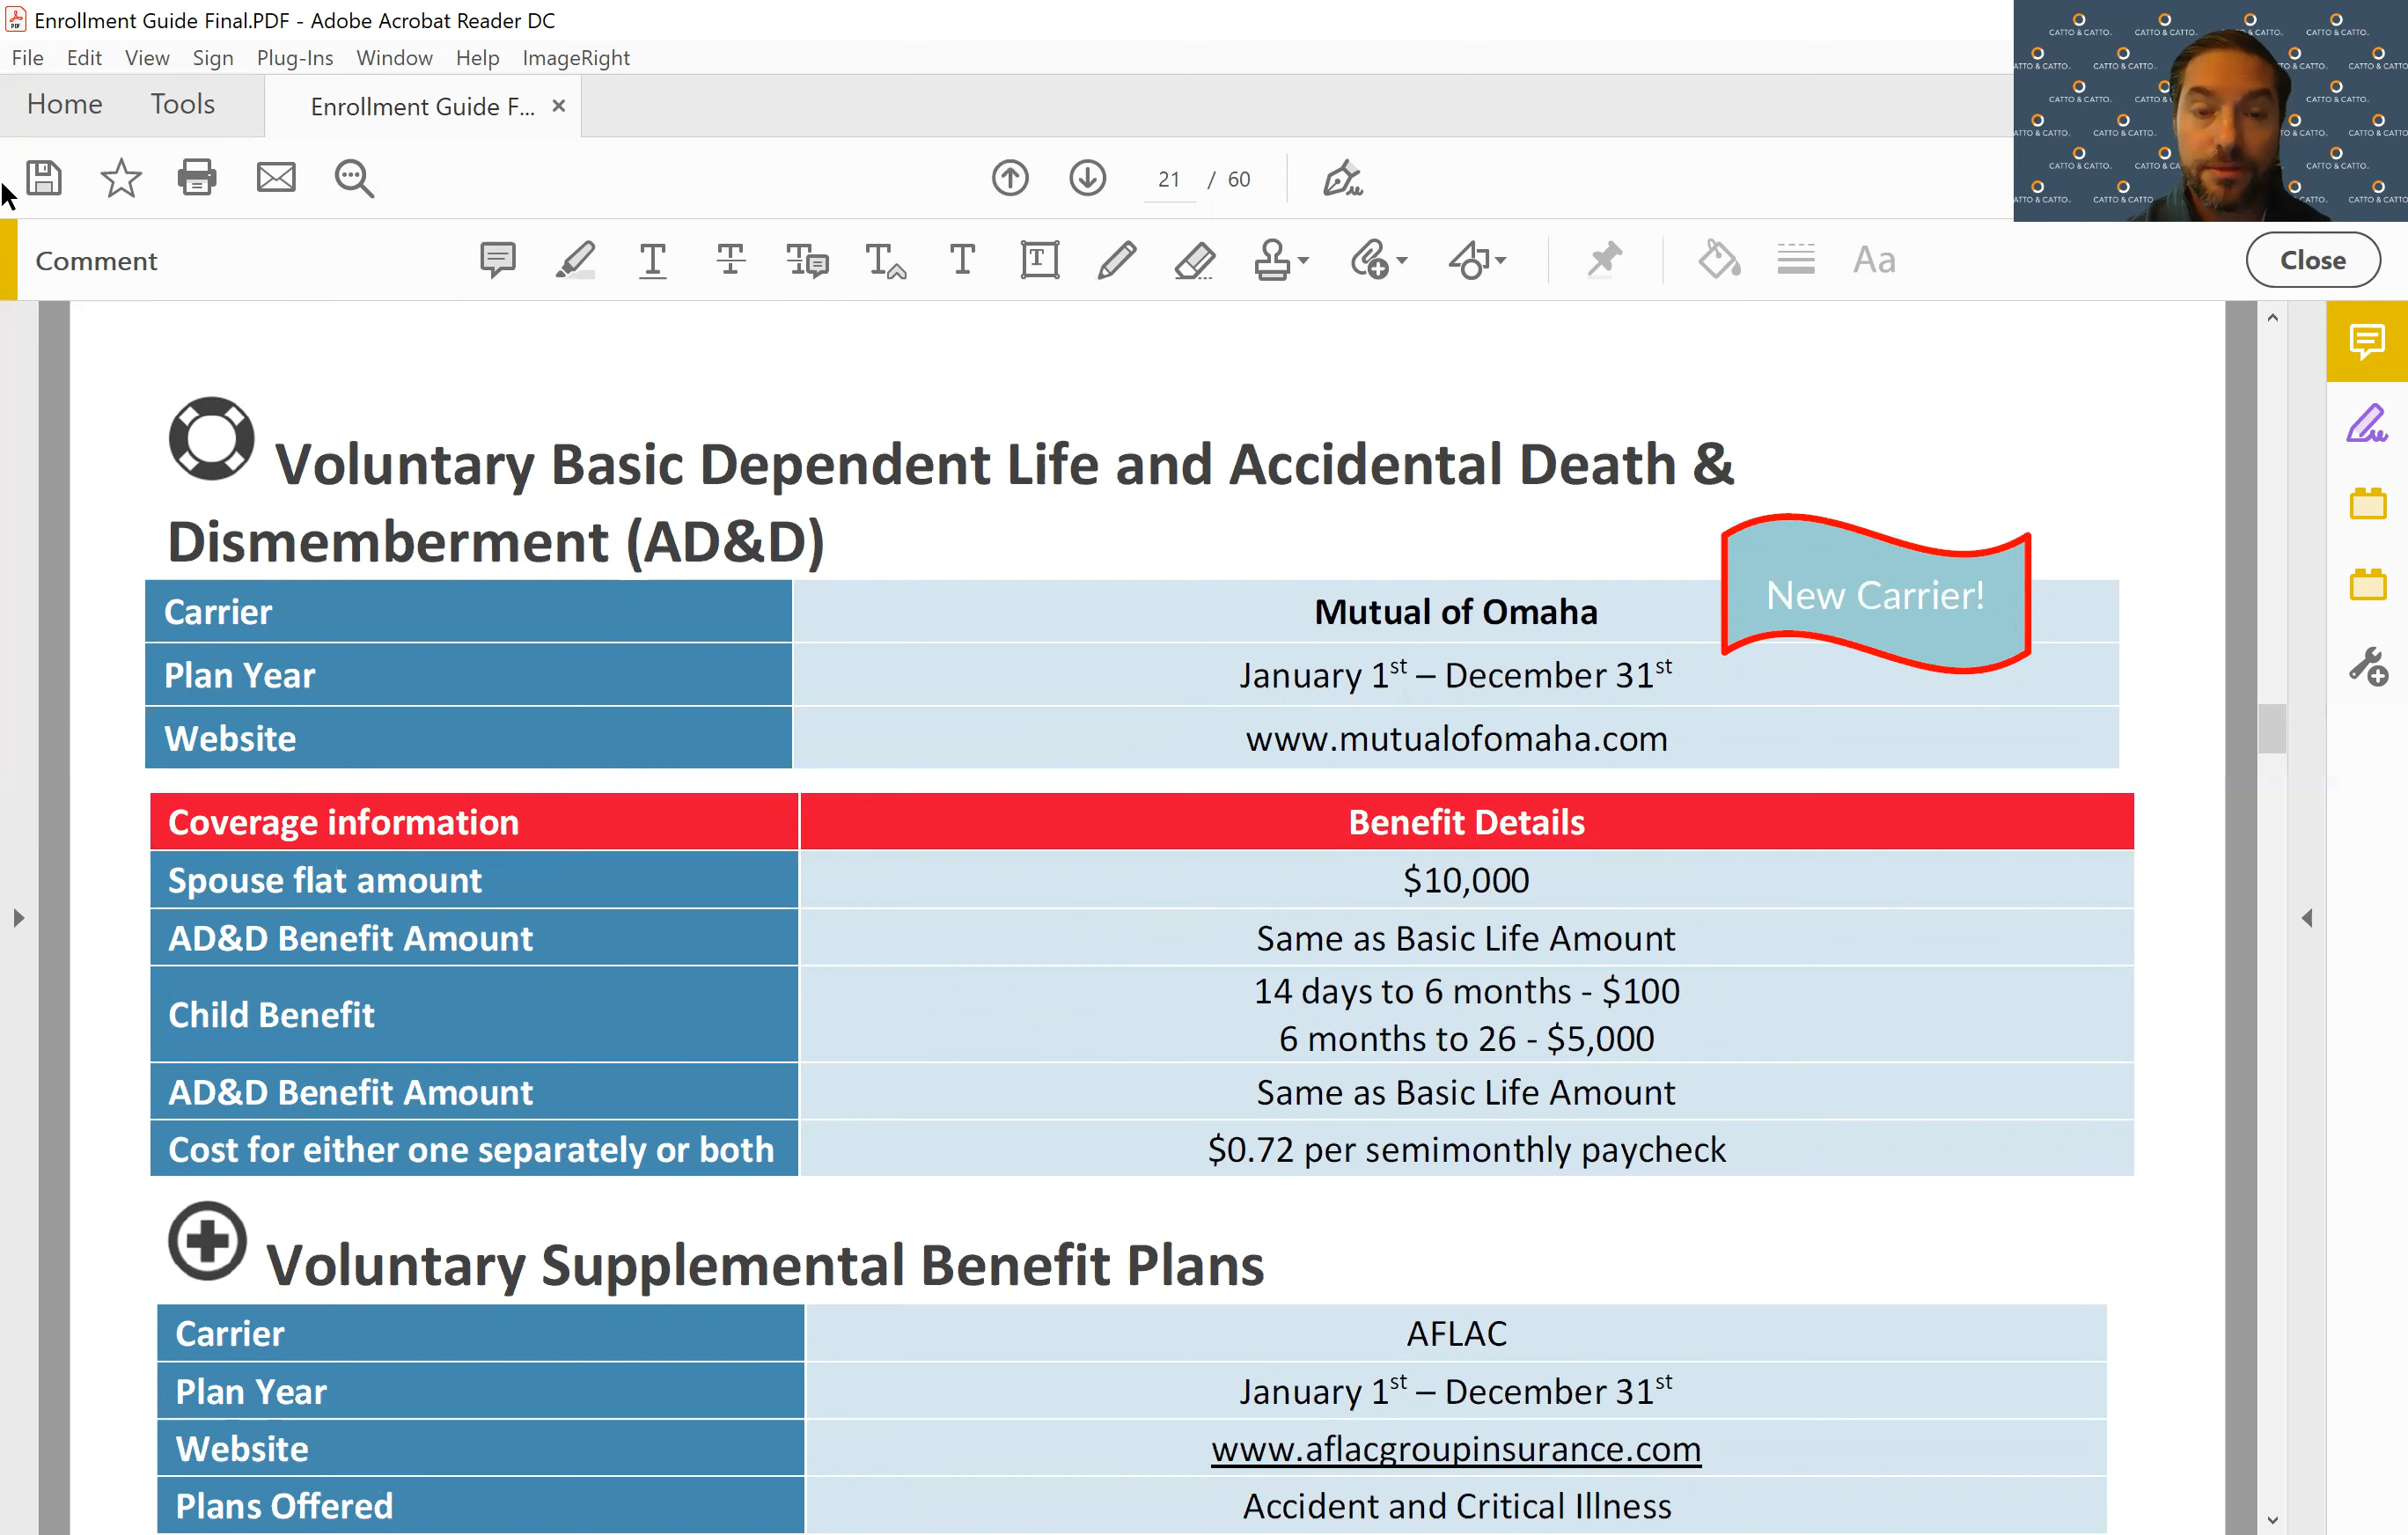 Enrollment Guide Final.PDF - Adobe Acrobat Reader DC
File Edit View Sign Plug-Ins Window Help ImageRight
Home Tools Enrollment Guide F... ×
21 / 60
CATTO & CATTO
Comment
Aa
Close
Voluntary Basic Dependent Life and Accidental Death &
Dismemberment (AD&D)
New Carrier!
Carrier Mutual of Omaha
Plan Year January 1st – December 31st
Website www.mutualofomaha.com
Coverage information Benefit Details
Spouse flat amount $10,000
AD&D Benefit Amount Same as Basic Life Amount
Child Benefit 14 days to 6 months - $100
6 months to 26 - $5,000
AD&D Benefit Amount Same as Basic Life Amount
Cost for either one separately or both $0.72 per semimonthly paycheck
Voluntary Supplemental Benefit Plans
Carrier AFLAC
Plan Year January 1st – December 31st
Website www.aflacgroupinsurance.com
Plans Offered Accident and Critical Illness